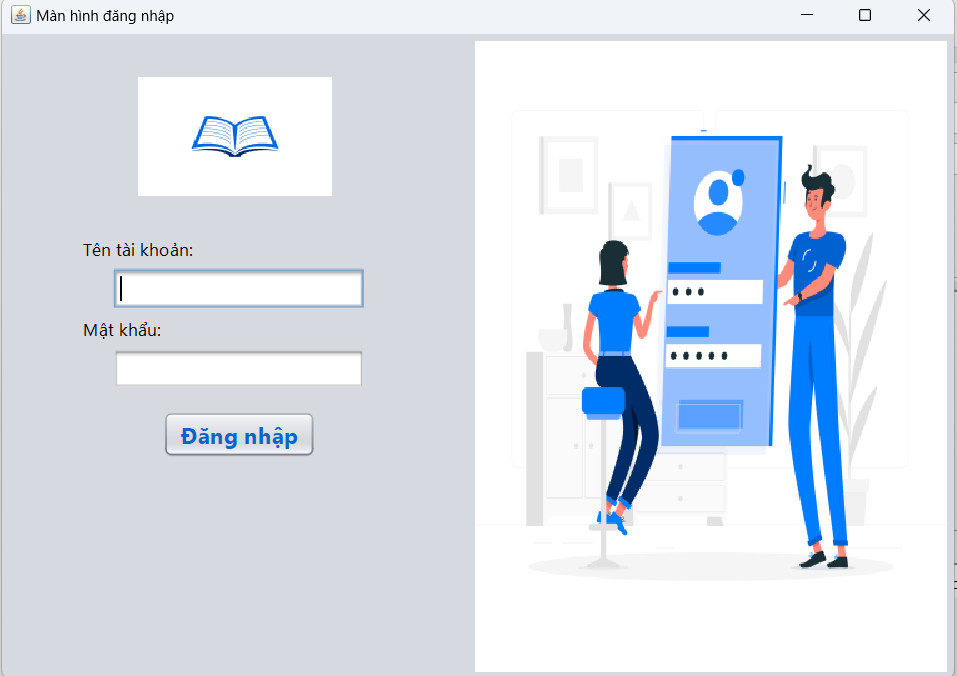 Màn hình đăng nhập
Tên tài khoản:
Mật khẩu:
Đăng nhập